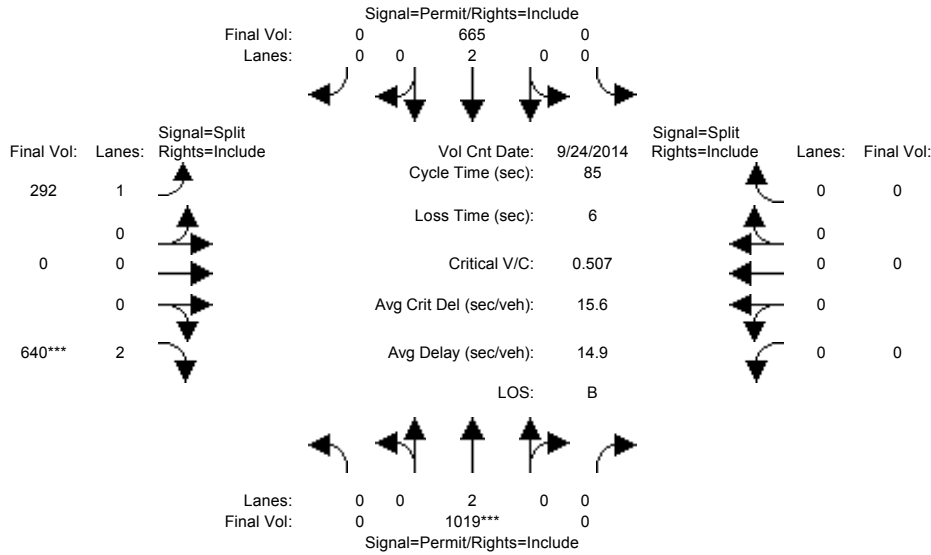 Signal=Permit/Rights=Include
Final Vol: 0 665 0
Lanes: 0 0 2 0 0
Signal=Split Signal=Split
Final Vol: Lanes: Rights=Include Vol Cnt Date: 9/24/2014 Rights=Include Lanes: Final Vol:
Cycle Time (sec): 85
292 1 0 0
Loss Time (sec): 6
0 0
0 0 Critical V/C: 0.507 0 0
0 Avg Crit Del (sec/veh): 15.6 0
640*** 2 Avg Delay (sec/veh): 14.9 0 0
LOS: B
Lanes: 0 0 2 0 0
Final Vol: 0 1019*** 0
Signal=Permit/Rights=Include